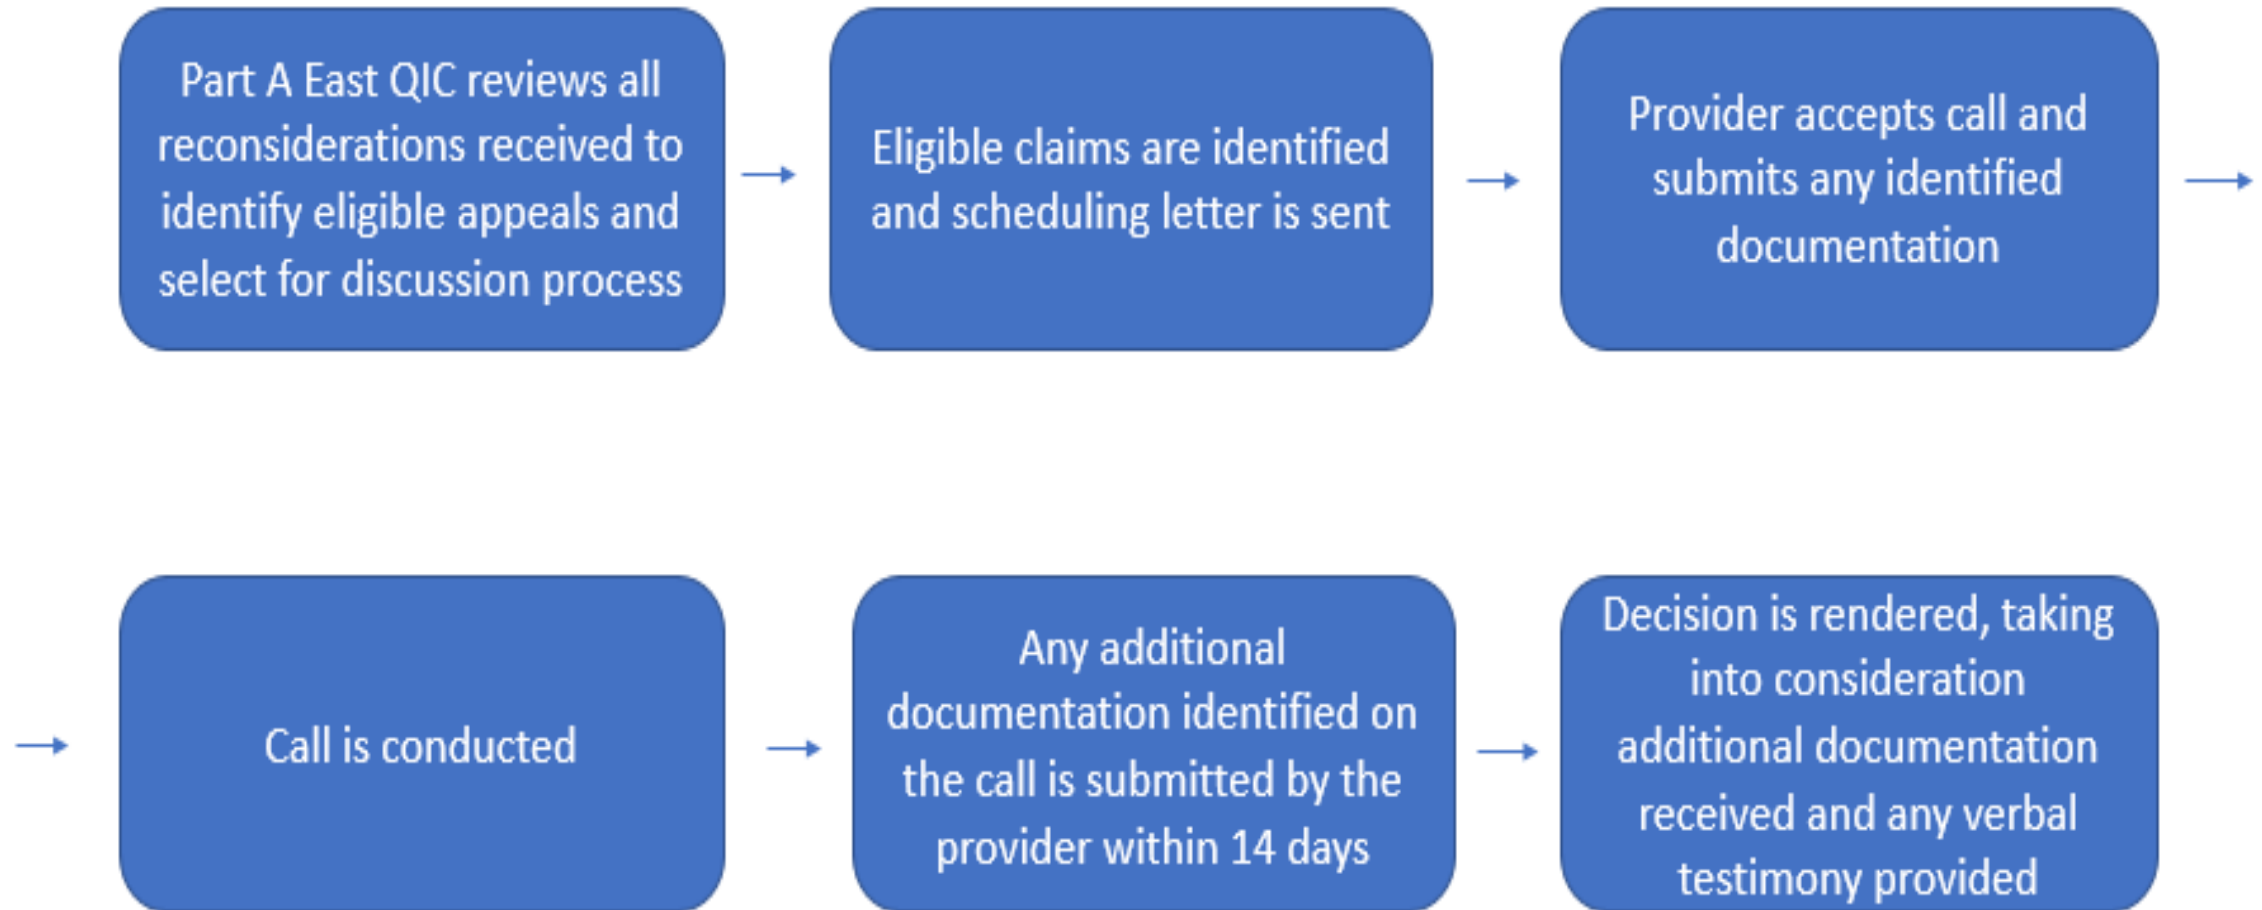 Part A East QIC reviews all
reconsiderations received to
identify eligible appeals and
select for discussion process
Eligible claims are identified
and scheduling letter is sent
Provider accepts call and
submits any identified
documentation
Call is conducted
Any additional
documentation identified on
the call is submitted by the
provider within 14 days
Decision is rendered, taking
into consideration
additional documentation
received and any verbal
testimony provided